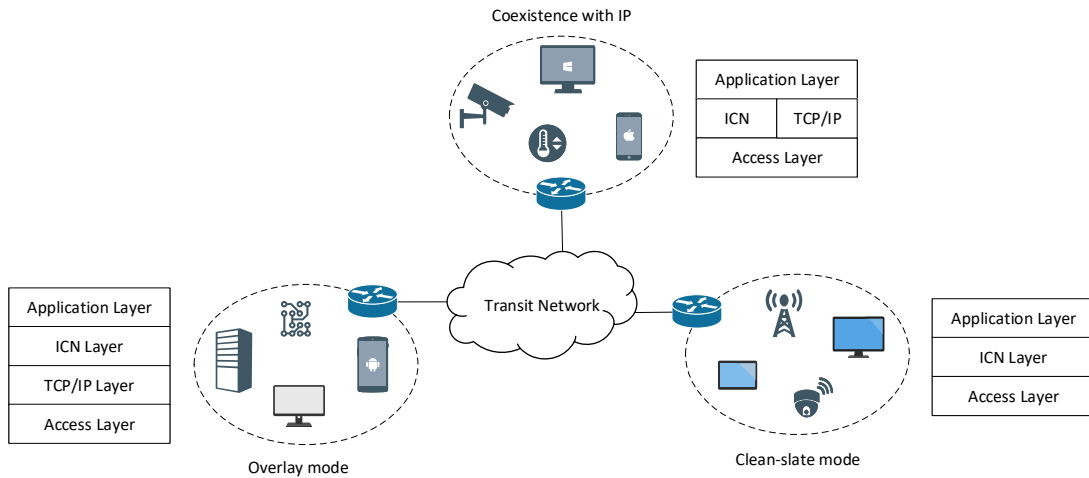 Coexistence with IP
Application Layer
ICN TCP/IP
Access Layer
Transit Network
Application Layer
ICN Layer
TCP/IP Layer
Access Layer
Overlay mode
Application Layer
ICN Layer
Access Layer
Clean-slate mode